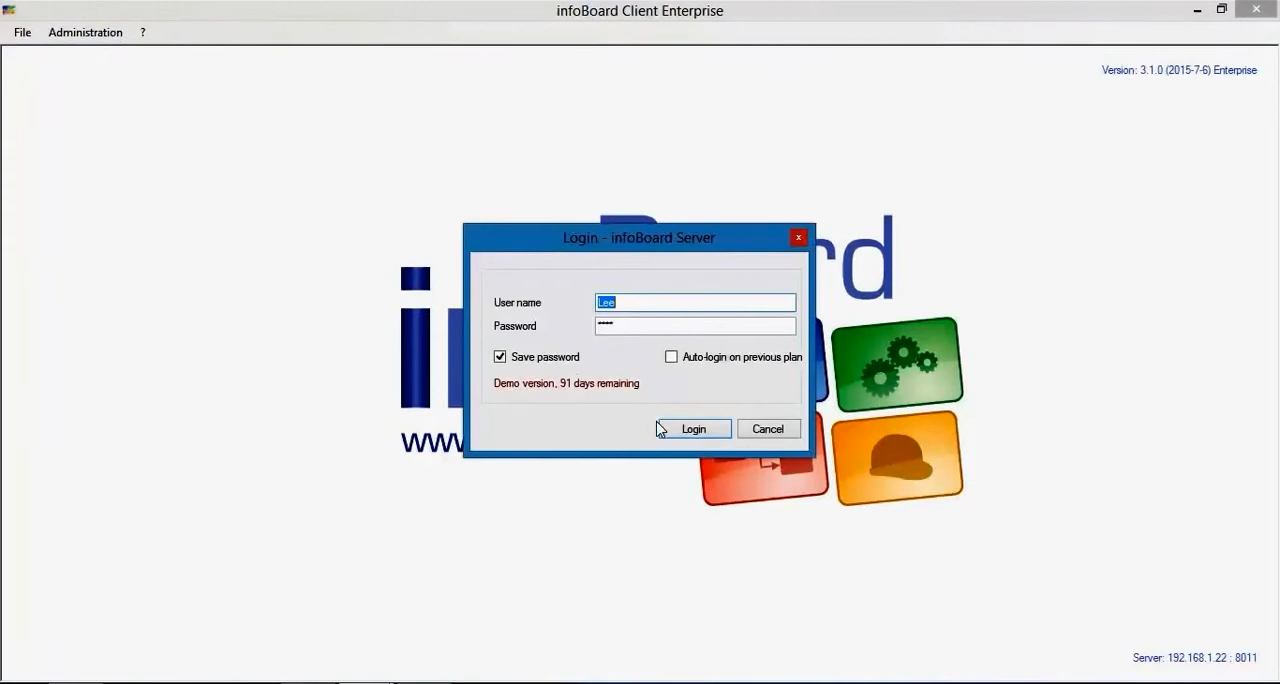 infoBoard Client Enterprise
File Administration ?
Version: 3.1.0 (2015-7-6) Enterprise
Login - infoBoard Server
x
User name Lee
Password ****
Save password Auto-login on previous plan
Demo version, 91 days remaining
Login Cancel
www
Server: 192.168.1.22 : 8011